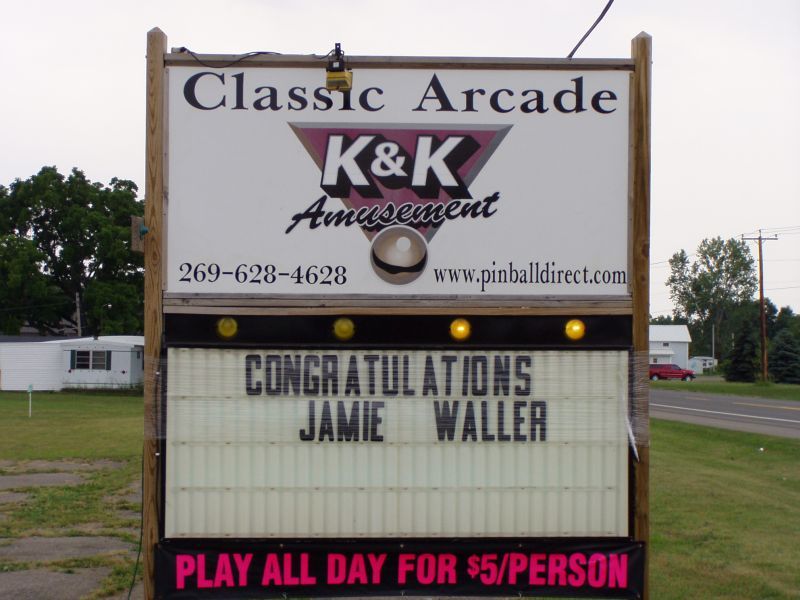 Classic Arcade
K&K
Amusement
269-628-4628 www.pinballdirect.com
CONGRATULATIONS
JAMIE WALLER
PLAY ALL DAY FOR $5/PERSON